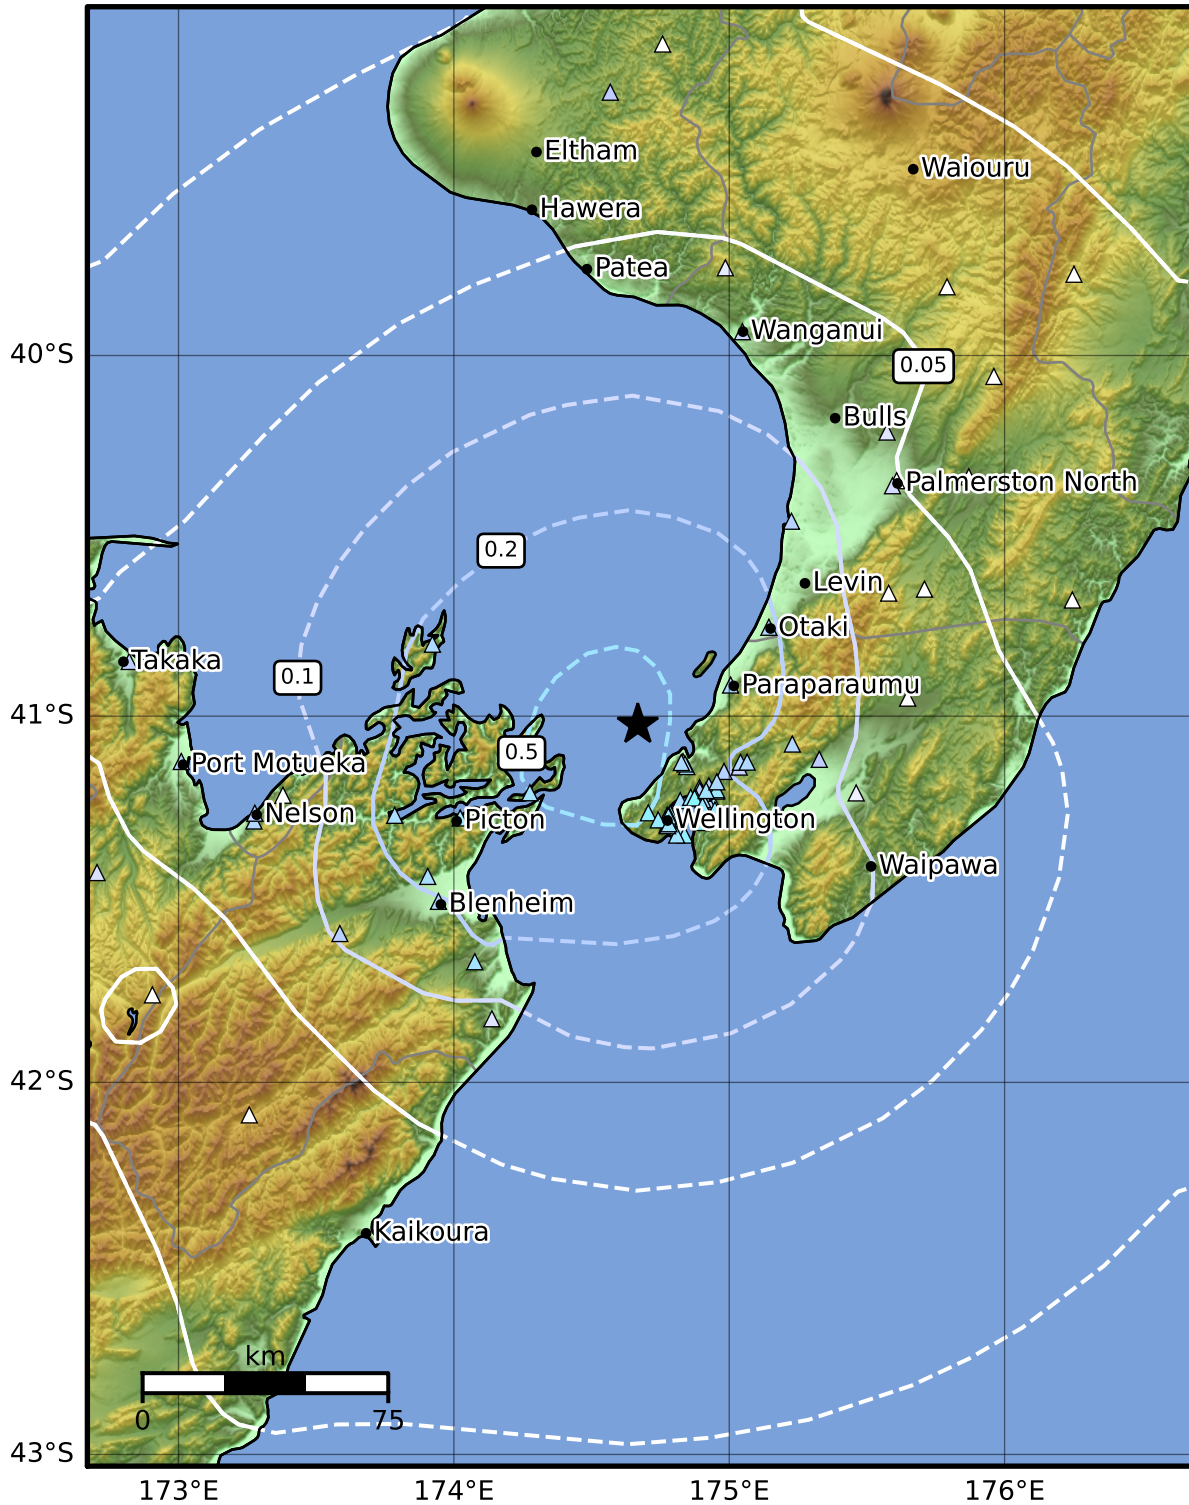 Eltham
Waiouru
Hawera
Patea
Wanganui
40°S
0.05
Bulls
Palmerston North
0.2
Levin
Otaki
Takaka
0.1
Paraparaumu
41°S
0.5
Port Motueka
Nelson
Picton
Wellington
Waipawa
Blenheim
42°S
Kaikoura
km
0 75
43°S
173°E 174°E 175°E 176°E